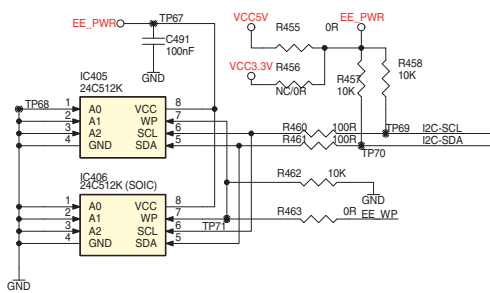 EE_PWR
TP67
C491
100nF
GND
VCC5V
R455
0R
EE_PWR
VCC3.3V
R456
NC/0R
R457
10K
R458
10K
IC405
24C512K
TP68
1 A0 VCC 8
2 A1 WP 7
3 A2 SCL 6
4 GND SDA 5
R460 100R TP69 I2C-SCL
R461 100R TP70 I2C-SDA
IC406
24C512K (SOIC)
1 A0 VCC 8
2 A1 WP 7
3 A2 SCL 6
4 GND SDA 5
TP71
R462 10K
GND
R463 0R EE_WP
GND